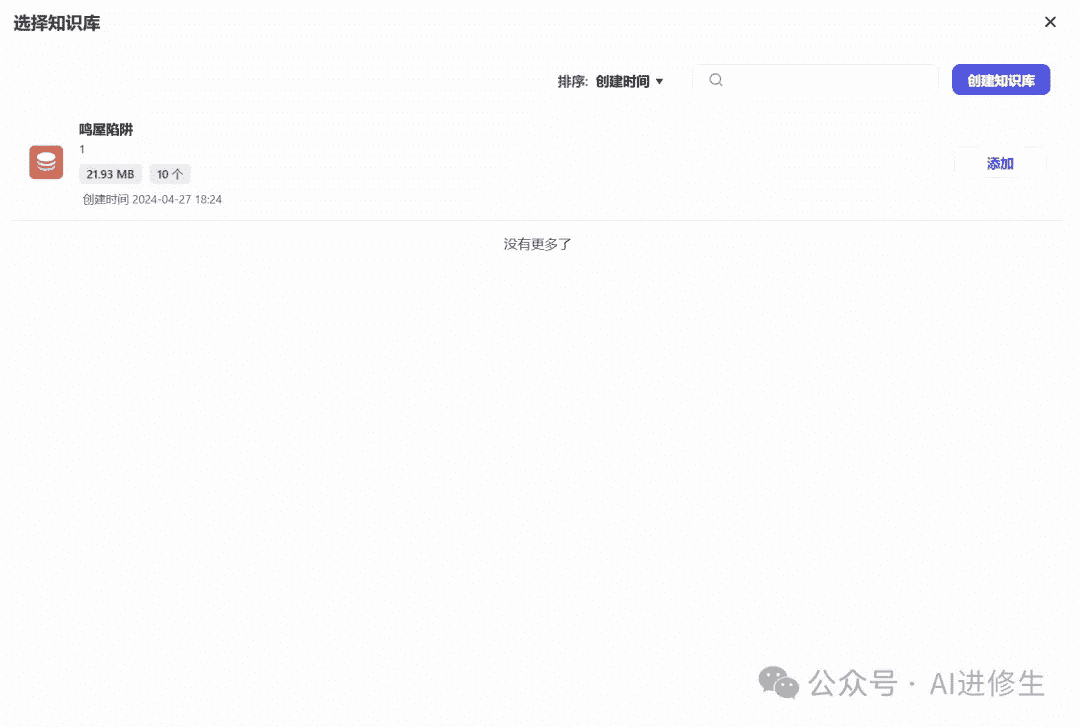 选择知识库
排序: 创建时间
创建知识库
鸣屋陷阱
1
21.93 MB 10 个
添加
创建时间 2024-04-27 18:24
没有更多了
公众号 · AI进修生